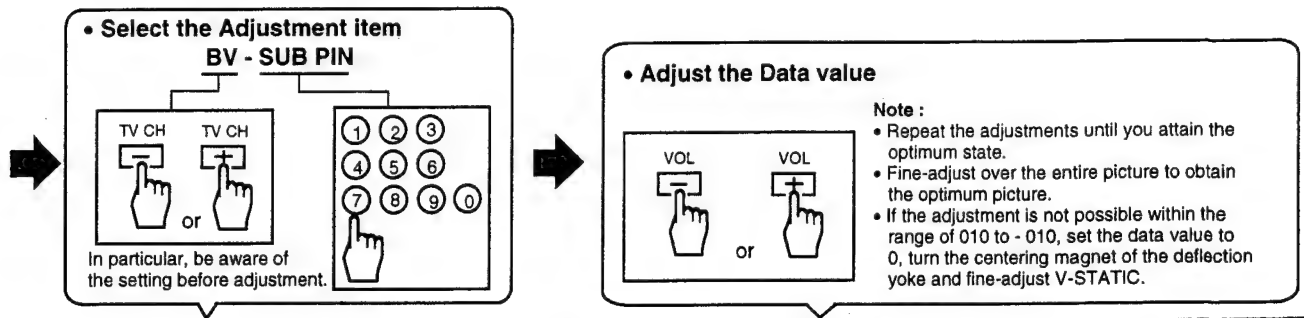 • Select the Adjustment item
BV - SUB PIN
TV CH TV CH
- +
or
1 2 3
4 5 6
7 8 9 0
In particular, be aware of
the setting before adjustment.
• Adjust the Data value
VOL VOL
- +
or
Note :
• Repeat the adjustments until you attain the
optimum state.
• Fine-adjust over the entire picture to obtain
the optimum picture.
• If the adjustment is not possible within the
range of 010 to - 010, set the data value to
0, turn the centering magnet of the deflection
yoke and fine-adjust V-STATIC.